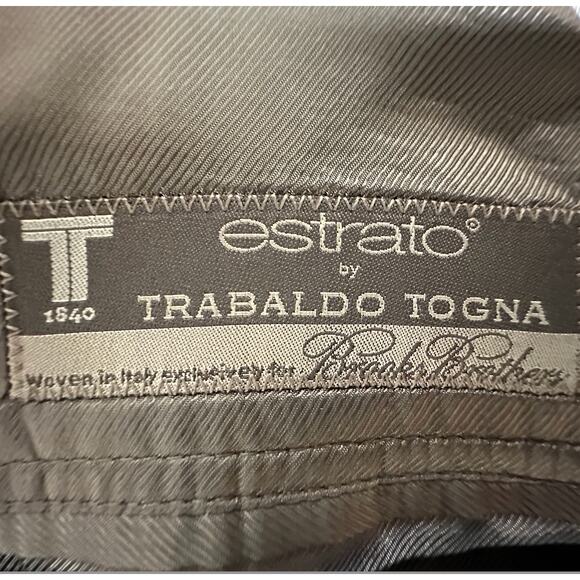 T
1840
estrato°
by
TRABALDO TOGNA
Woven in Italy exclusively for Brooks Brothers